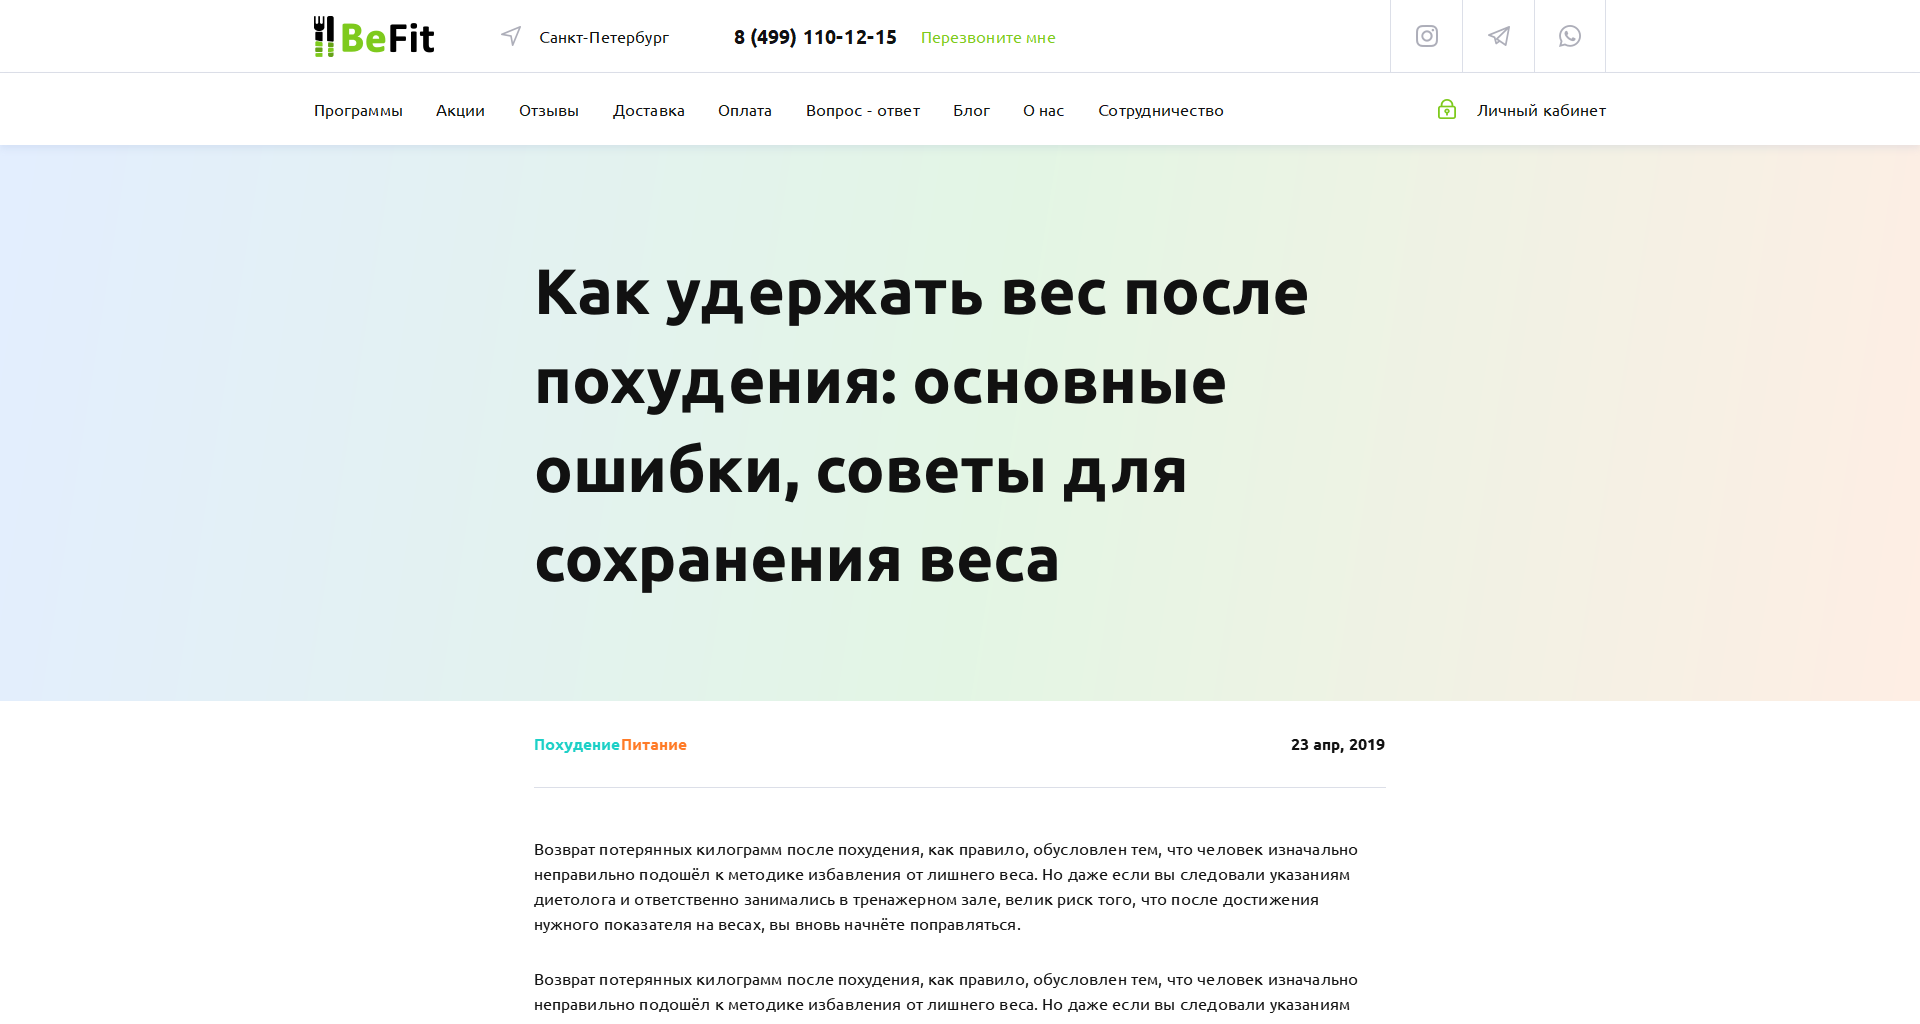 BeFit
Санкт-Петербург
8 (499) 110-12-15
Перезвоните мне
Программы
Акции
Отзывы
Доставка
Оплата
Вопрос - ответ
Блог
О нас
Сотрудничество
Личный кабинет
Как удержать вес после
похудения: основные
ошибки, советы для
сохранения веса
Похудение
Питание
23 апр, 2019
Возврат потерянных килограмм после похудения, как правило, обусловлен тем, что человек изначально
неправильно подошёл к методике избавления от лишнего веса. Но даже если вы следовали указаниям
диетолога и ответственно занимались в тренажерном зале, велик риск того, что после достижения
нужного показателя на весах, вы вновь начнёте поправляться.
Возврат потерянных килограмм после похудения, как правило, обусловлен тем, что человек изначально
неправильно подошёл к методике избавления от лишнего веса. Но даже если вы следовали указаниям